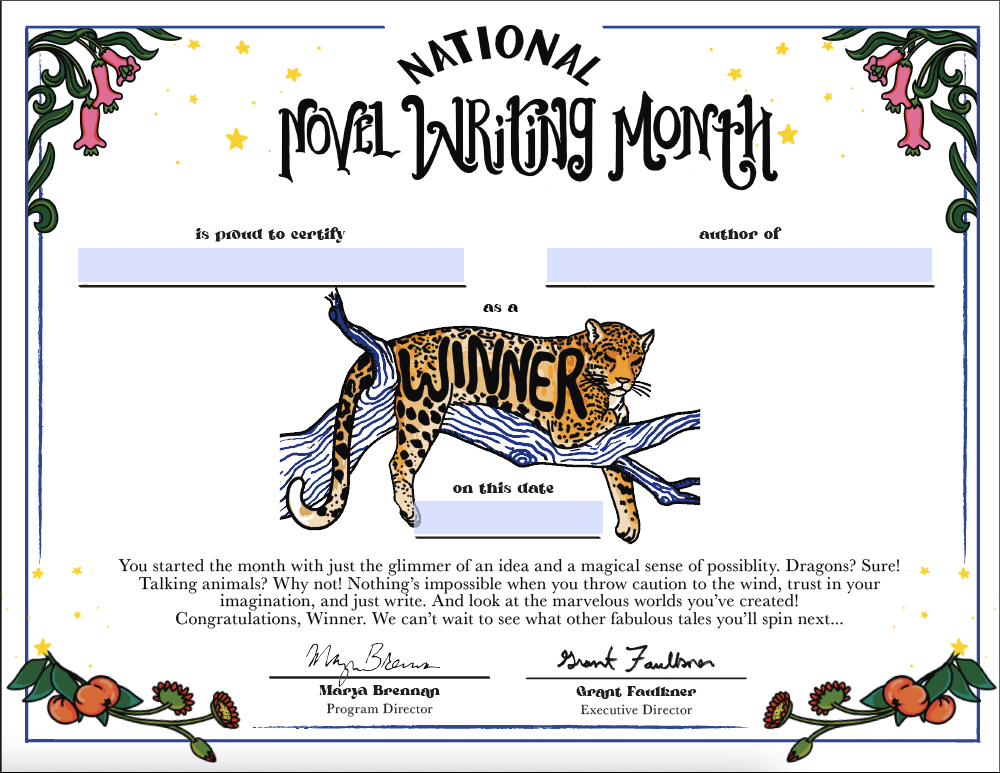 NATIONAL
NOVEL WRiTiNG MONTH
is proud to certify
author of
as a
WINNER
on this date
You started the month with just the glimmer of an idea and a magical sense of possiblity. Dragons? Sure!
Talking animals? Why not! Nothing’s impossible when you throw caution to the wind, trust in your
imagination, and just write. And look at the marvelous worlds you’ve created!
Congratulations, Winner. We can’t wait to see what other fabulous tales you’ll spin next...
Marya Brennan
Grant Faulkner
Marya Brennan
Grant Faulkner
Program Director
Executive Director